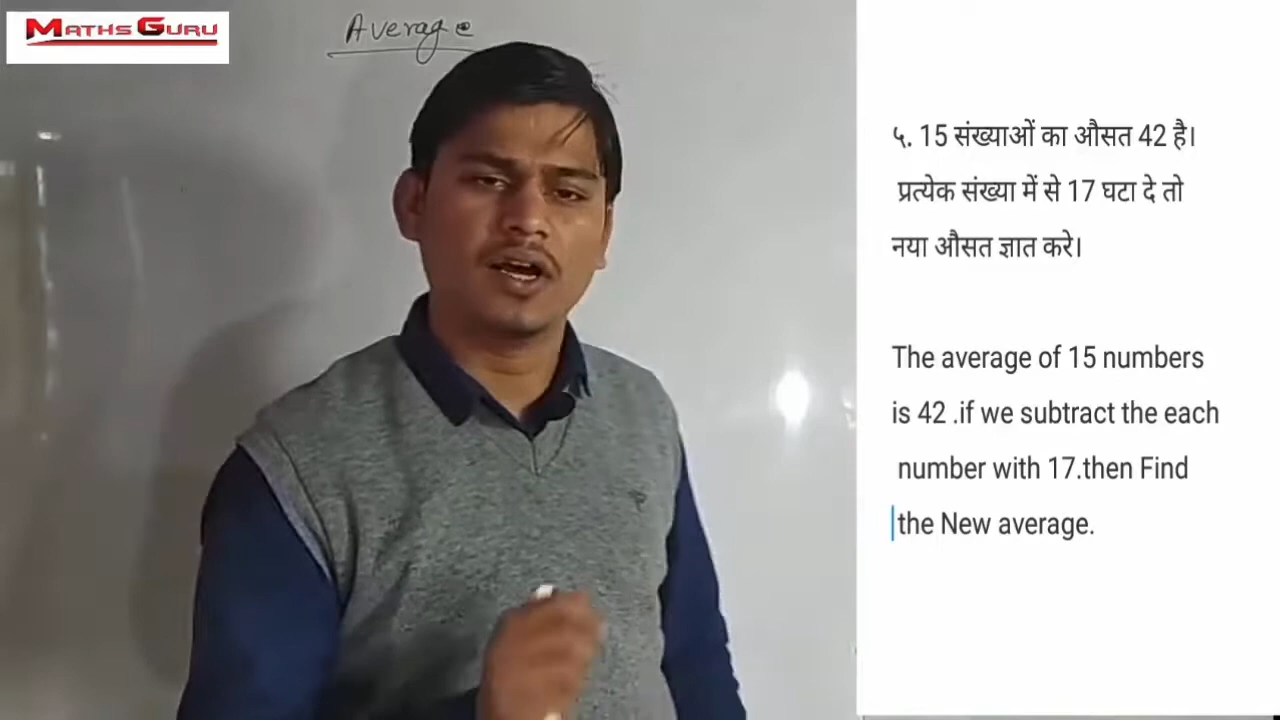 MATHS GURU
Average
५. 15 संख्याओं का औसत 42 है।
प्रत्येक संख्या में से 17 घटा दे तो
नया औसत ज्ञात करे।
The average of 15 numbers
is 42 .if we subtract the each
number with 17.then Find
the New average.